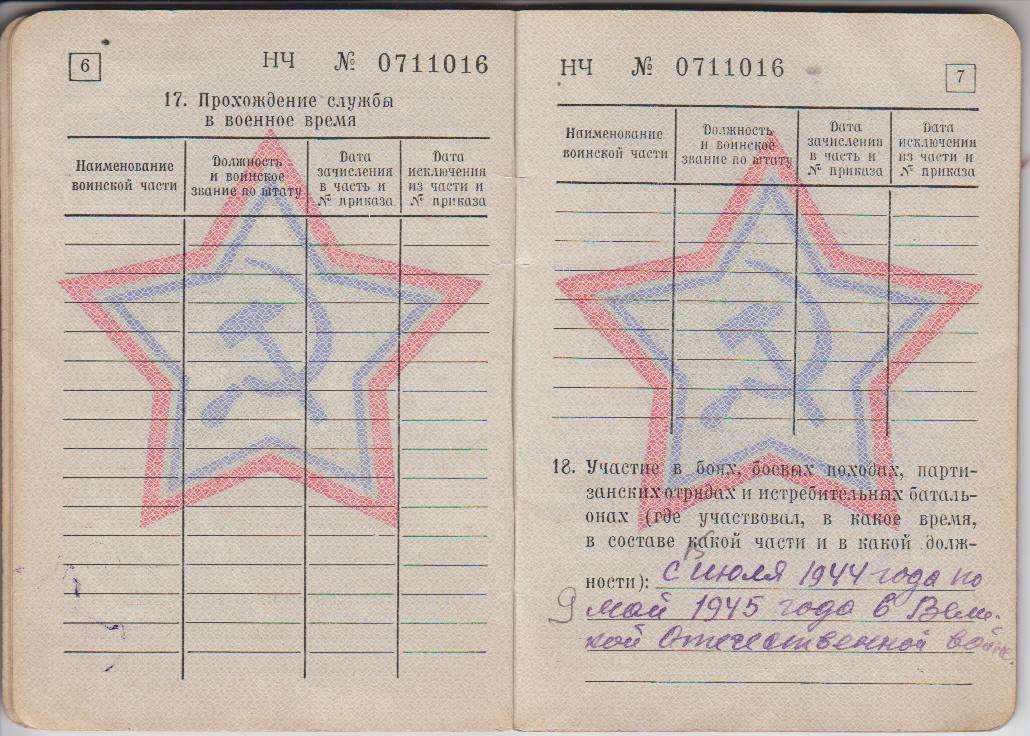 6
НЧ № 0711016
17. Прохождение службы
в военное время
Наименование
воинской части
Должность
и воинское
звание по штату
Дата
зачисления
в часть и
№ приказа
Дата
исключения
из части и
№ приказа
НЧ № 0711016
7
Наименование
воинской части
Должность
и воинское
звание по штату
Дата
зачисления
в часть и
№ приказа
Дата
исключения
из части и
№ приказа
18. Участие в боях, боевых походах, парти-
занских отрядах и истребительных баталь-
онах (где участвовал, в какое время,
в составе какой части и в какой долж-
15
ности): с июля 1944 года по
9 май 1945 года в Вели-
кой Отечественной войне.